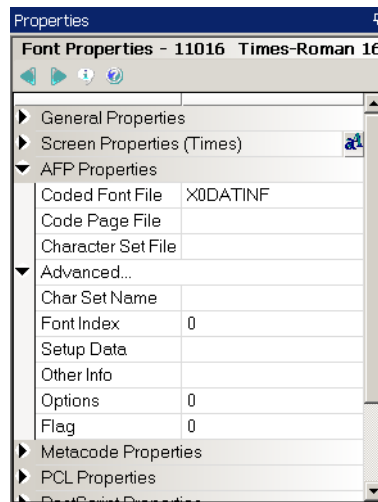 Properties
Font Properties - 11016 Times-Roman 16
General Properties
Screen Properties (Times)
AFP Properties
Coded Font File X0DATINF
Code Page File
Character Set File
Advanced...
Char Set Name
Font Index 0
Setup Data
Other Info
Options 0
Flag 0
Metacode Properties
PCL Properties
PostScript Properties